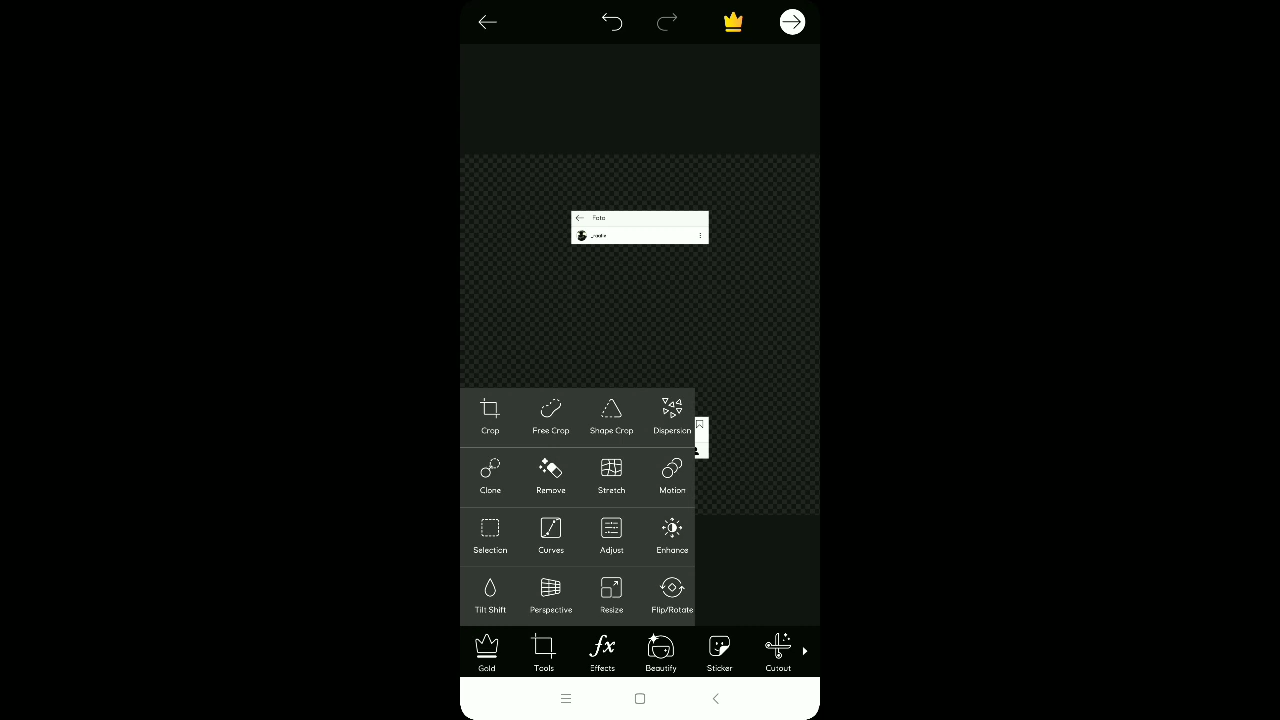 Foto
Crop Free Crop Shape Crop Dispersion
Clone Remove Stretch Motion
Selection Curves Adjust Enhance
Tilt Shift Perspective Resize Flip/Rotate
Gold Tools Effects Beautify Sticker Cutout